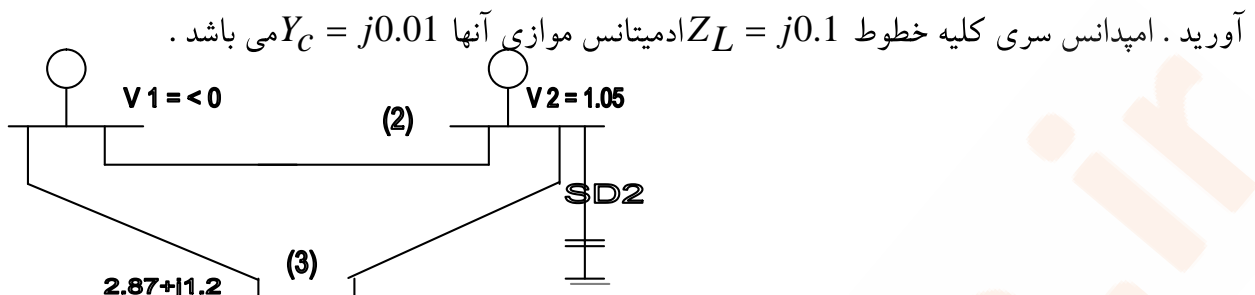 آورید . امپدانس سری کلیه خطوط Z_L = j0.1 ادمیتانس موازی آنها Y_C = j0.01 می باشد .
V 1 = < 0
V 2 = 1.05
(2)
SD2
(3)
2.87+j1.2
ir